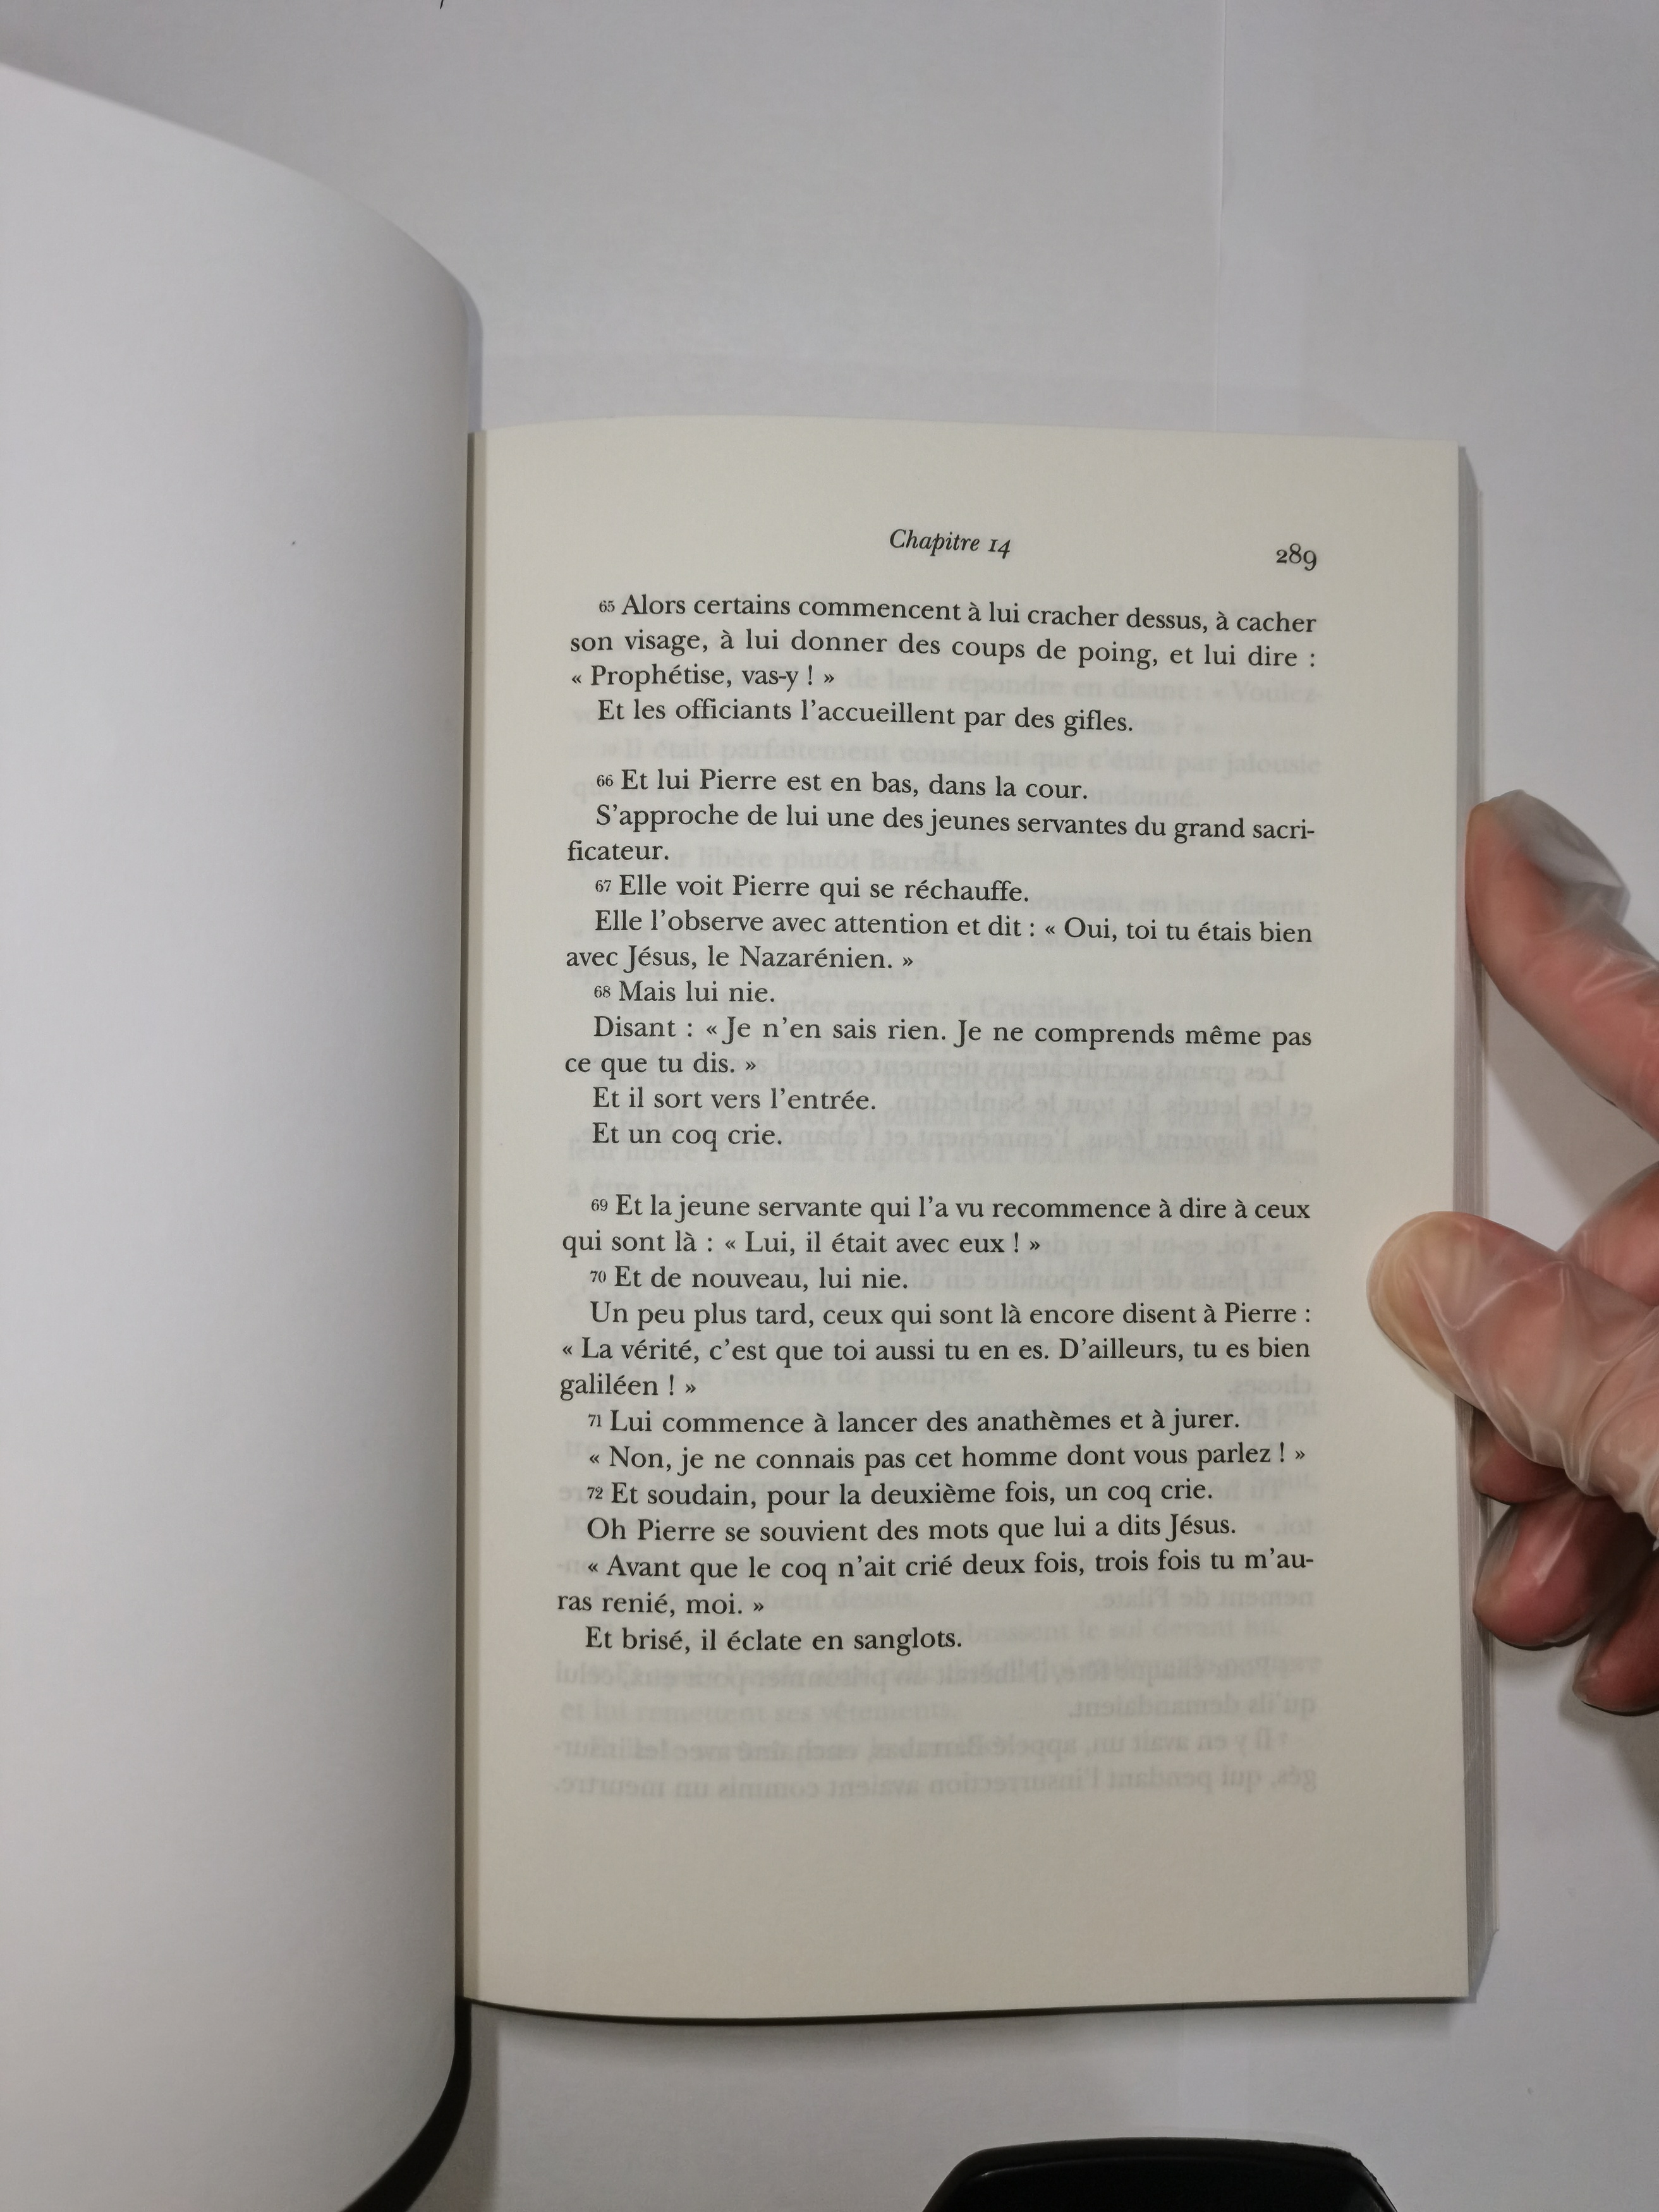 Chapitre 14
289
65 Alors certains commencent à lui cracher dessus, à cacher
son visage, à lui donner des coups de poing, et lui dire :
« Prophétise, vas-y ! »
Et les officiants l'accueillent par des gifles.
66 Et lui Pierre est en bas, dans la cour.
S'approche de lui une des jeunes servantes du grand sacri-
ficateur.
67 Elle voit Pierre qui se réchauffe.
Elle l'observe avec attention et dit : « Oui, toi tu étais bien
avec Jésus, le Nazarénien. »
68 Mais lui nie.
Disant : « Je n'en sais rien. Je ne comprends même pas
ce que tu dis. »
Et il sort vers l'entrée.
Et un coq crie.
69 Et la jeune servante qui l'a vu recommence à dire à ceux
qui sont là : « Lui, il était avec eux ! »
70 Et de nouveau, lui nie.
Un peu plus tard, ceux qui sont là encore disent à Pierre :
« La vérité, c'est que toi aussi tu en es. D'ailleurs, tu es bien
galiléen ! »
71 Lui commence à lancer des anathèmes et à jurer.
« Non, je ne connais pas cet homme dont vous parlez ! »
72 Et soudain, pour la deuxième fois, un coq crie.
Oh Pierre se souvient des mots que lui a dits Jésus.
« Avant que le coq n'ait crié deux fois, trois fois tu m'au-
ras renié, moi. »
Et brisé, il éclate en sanglots.